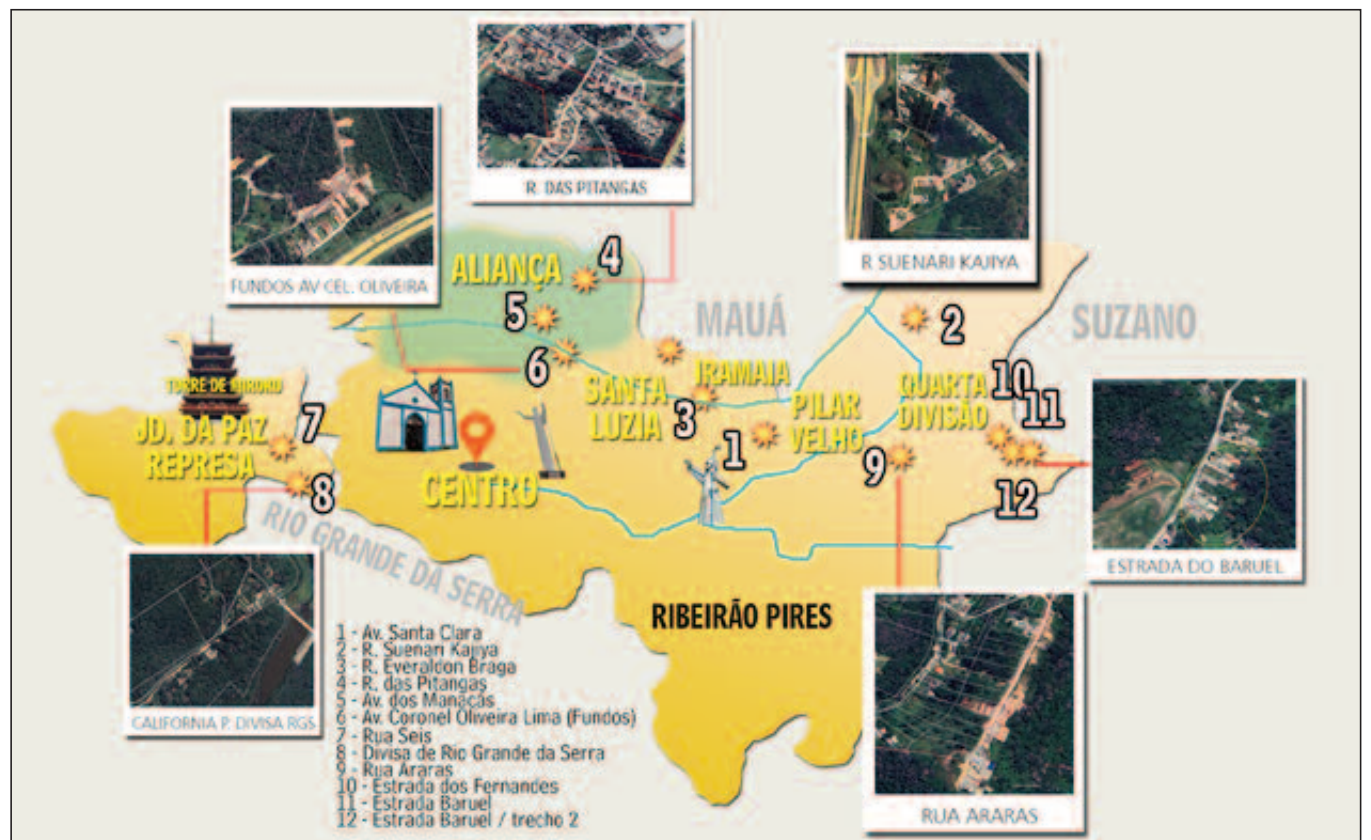 R. DAS PITANGAS
FUNDOS AV CEL. OLIVEIRA
R SUENARI KAJIYA
ALIANÇA
4
5
6
MAUÁ
2
SUZANO
TORRE DE MIROKU
JD. DA PAZ
REPRESA
7
8
CENTRO
SANTA
LUZIA
IRAMAIA
3
1
PILAR
VELHO
QUARTA
DIVISÃO
10
11
9
12
ESTRADA DO BARUEL
RIO GRANDE DA SERRA
CALIFORNIA P. DIVISA RGS
RIBEIRÃO PIRES
1 - Av. Santa Clara
2 - R. Suenari Kajiya
3 - R. Everaldon Braga
4 - R. das Pitangas
5 - Av. dos Manacás
6 - Av. Coronel Oliveira Lima (Fundos)
7 - Rua Seis
8 - Divisa de Rio Grande da Serra
9 - Rua Araras
10 - Estrada dos Fernandes
11 - Estrada Baruel
12 - Estrada Baruel / trecho 2
RUA ARARAS